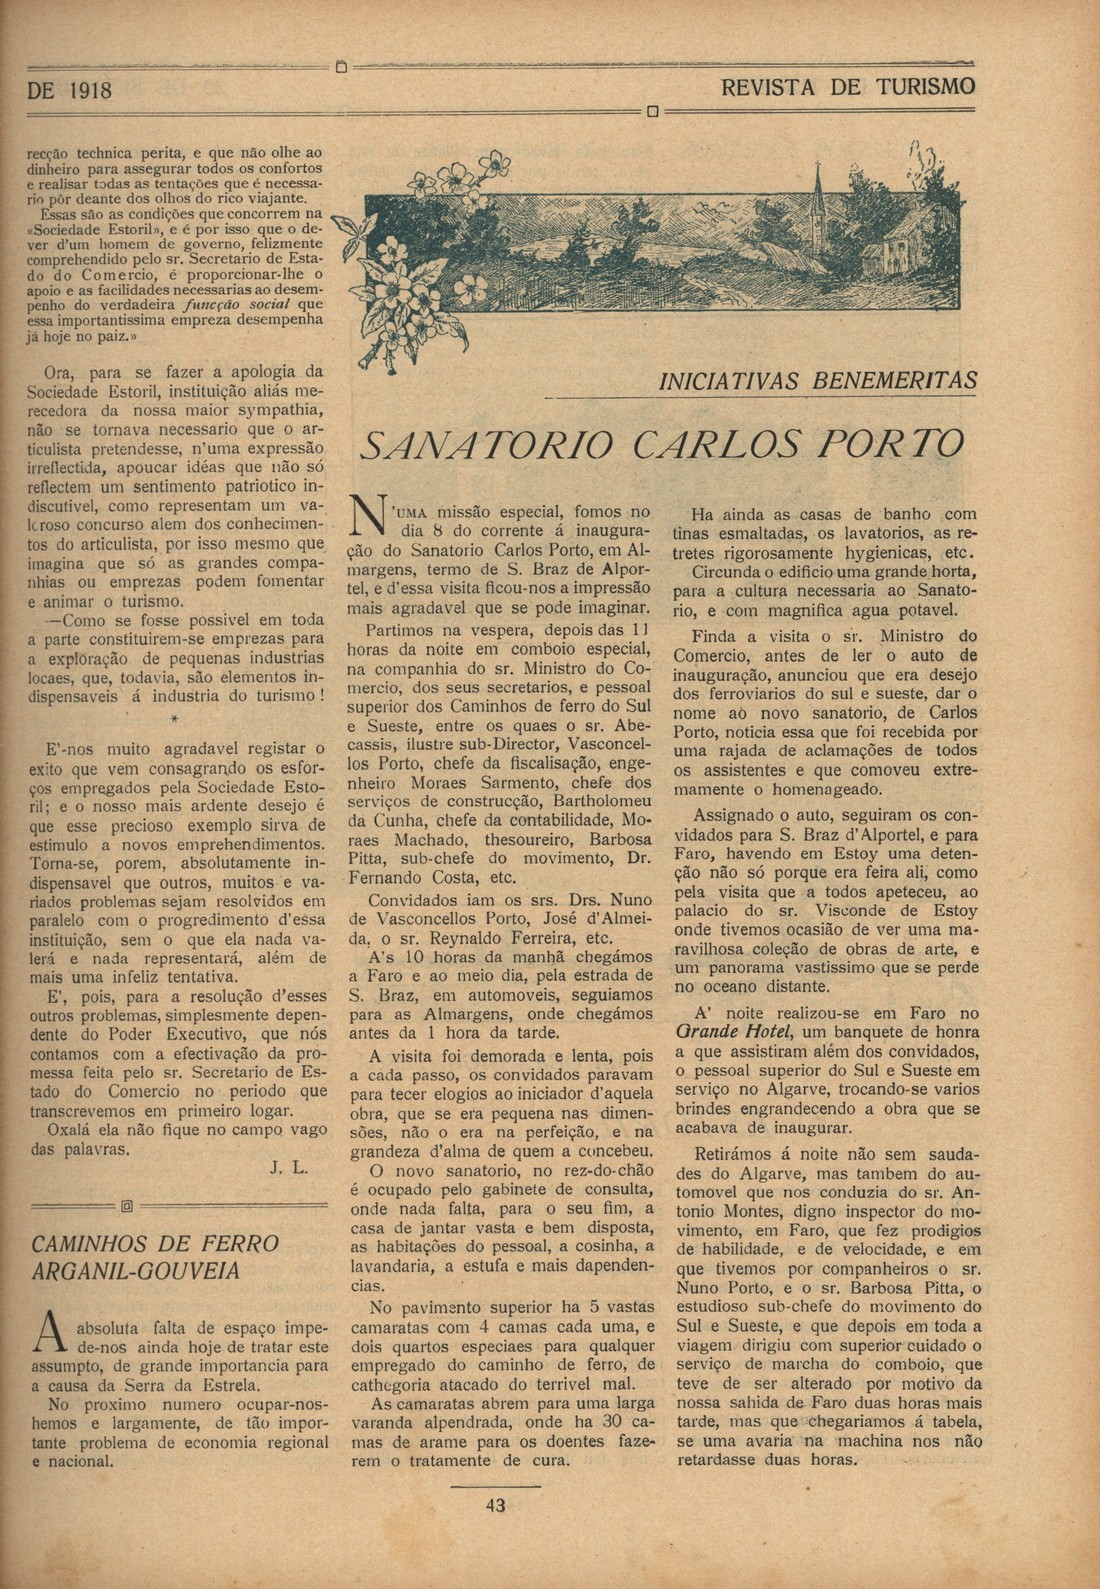 DE 1918
REVISTA DE TURISMO
recção technica perita, e que não olhe ao
dinheiro para assegurar todos os confortos
e realisar todas as tentações que é necessa-
rio pôr deante dos olhos do rico viajante.
Essas são as condições que concorrem na
«Sociedade Estoril», e é por isso que o de-
ver d'um homem de governo, felizmente
comprehendido pelo sr. Secretario de Esta-
do do Comercio, é proporcionar-lhe o
apoio e as facilidades necessarias ao desem-
penho do verdadeira funcção social que
essa importantissima empreza desempenha
já hoje no paiz.»
Ora, para se fazer a apologia da
Sociedade Estoril, instituição aliás me-
recedora da nossa maior sympathia,
não se tornava necessario que o ar-
ticulista pretendesse, n'uma expressão
irreflectida, apoucar idéas que não só
reflectem um sentimento patriotico in-
discutivel, como representam um va-
loroso concurso alem dos conhecimen-
tos do articulista, por isso mesmo que
imagina que só as grandes compa-
nhias ou emprezas podem fomentar
e animar o turismo.
—Como se fosse possivel em toda
a parte constituirem-se emprezas para
a exploração de pequenas industrias
locaes, que, todavia, são elementos in-
dispensaveis á industria do turismo!
*
E'-nos muito agradavel registar o
exito que vem consagrando os esfor-
ços empregados pela Sociedade Esto-
ril; e o nosso mais ardente desejo é
que esse precioso exemplo sirva de
estimulo a novos emprehendimentos.
Torna-se, porem, absolutamente in-
dispensavel que outros, muitos e va-
riados problemas sejam resolvidos em
paralelo com o progredimento d'essa
instituição, sem o que ela nada va-
lerá e nada representará, além de
mais uma infeliz tentativa.
E', pois, para a resolução d'esses
outros problemas, simplesmente depen-
dente do Poder Executivo, que nós
contamos com a efectivação da pro-
messa feita pelo sr. Secretario de Es-
tado do Comercio no periodo que
transcrevemos em primeiro logar.
Oxalá ela não fique no campo vago
das palavras.
J. L.
CAMINHOS DE FERRO
ARGANIL-GOUVEIA
A absoluta falta de espaço impe-
de-nos ainda hoje de tratar este
assumpto, de grande importancia para
a causa da Serra da Estrela.
No proximo numero ocupar-nos-
hemos e largamente, de tão impor-
tante problema de economia regional
e nacional.
INICIATIVAS BENEMERITAS
SANATORIO CARLOS PORTO
N'UMA missão especial, fomos no
dia 8 do corrente á inaugura-
ção do Sanatorio Carlos Porto, em Al-
margens, termo de S. Braz de Alpor-
tel, e d'essa visita ficou-nos a impressão
mais agradavel que se pode imaginar.
Partimos na vespera, depois das 11
horas da noite em comboio especial,
na companhia do sr. Ministro do Co-
mercio, dos seus secretarios, e pessoal
superior dos Caminhos de ferro do Sul
e Sueste, entre os quaes o sr. Abe-
cassis, ilustre sub-Director, Vasconcel-
los Porto, chefe da fiscalisação, enge-
nheiro Moraes Sarmento, chefe dos
serviços de construcção, Bartholomeu
da Cunha, chefe da contabilidade, Mo-
raes Machado, thesoureiro, Barbosa
Pitta, sub-chefe do movimento, Dr.
Fernando Costa, etc.
Convidados iam os srs. Drs. Nuno
de Vasconcellos Porto, José d'Almei-
da, o sr. Reynaldo Ferreira, etc.
A's 10 horas da manhã chegámos
a Faro e ao meio dia, pela estrada de
S. Braz, em automoveis, seguiamos
para as Almargens, onde chegámos
antes da 1 hora da tarde.
A visita foi demorada e lenta, pois
a cada passo, os convidados paravam
para tecer elogios ao iniciador d'aquela
obra, que se era pequena nas dimen-
sões, não o era na perfeição, e na
grandeza d'alma de quem a concebeu.
O novo sanatorio, no rez-do-chão
é ocupado pelo gabinete de consulta,
onde nada falta, para o seu fim, a
casa de jantar vasta e bem disposta,
as habitações do pessoal, a cosinha, a
lavandaria, a estufa e mais dapenden-
cias.
No pavimento superior ha 5 vastas
camaratas com 4 camas cada uma, e
dois quartos especiaes para qualquer
empregado do caminho de ferro, de
cathegoria atacado do terrivel mal.
As camaratas abrem para uma larga
varanda alpendrada, onde ha 30 ca-
mas de arame para os doentes faze-
rem o tratamente de cura.
Ha ainda as casas de banho com
tinas esmaltadas, os lavatorios, as re-
tretes rigorosamente hygienicas, etc.
Circunda o edificio uma grande horta,
para a cultura necessaria ao Sanato-
rio, e com magnifica agua potavel.
Finda a visita o sr. Ministro do
Comercio, antes de ler o auto de
inauguração, anunciou que era desejo
dos ferroviarios do sul e sueste, dar o
nome ao novo sanatorio, de Carlos
Porto, noticia essa que foi recebida por
uma rajada de aclamações de todos
os assistentes e que comoveu extre-
mamente o homenageado.
Assignado o auto, seguiram os con-
vidados para S. Braz d'Alportel, e para
Faro, havendo em Estoy uma deten-
ção não só porque era feira ali, como
pela visita que a todos apeteceu, ao
palacio do sr. Visconde de Estoy
onde tivemos ocasião de ver uma ma-
ravilhosa coleção de obras de arte, e
um panorama vastissimo que se perde
no oceano distante.
A' noite realizou-se em Faro no
Grande Hotel, um banquete de honra
a que assistiram além dos convidados,
o pessoal superior do Sul e Sueste em
serviço no Algarve, trocando-se varios
brindes engrandecendo a obra que se
acabava de inaugurar.
Retirámos á noite não sem sauda-
des do Algarve, mas tambem do au-
tomovel que nos conduzia do sr. An-
tonio Montes, digno inspector do mo-
vimento, em Faro, que fez prodigios
de habilidade, e de velocidade, e em
que tivemos por companheiros o sr.
Nuno Porto, e o sr. Barbosa Pitta, o
estudioso sub-chefe do movimento do
Sul e Sueste, e que depois em toda a
viagem dirigiu com superior cuidado o
serviço de marcha do comboio, que
teve de ser alterado por motivo da
nossa sahida de Faro duas horas mais
tarde, mas que chegariamos á tabela,
se uma avaria na machina nos não
retardasse duas horas.
43